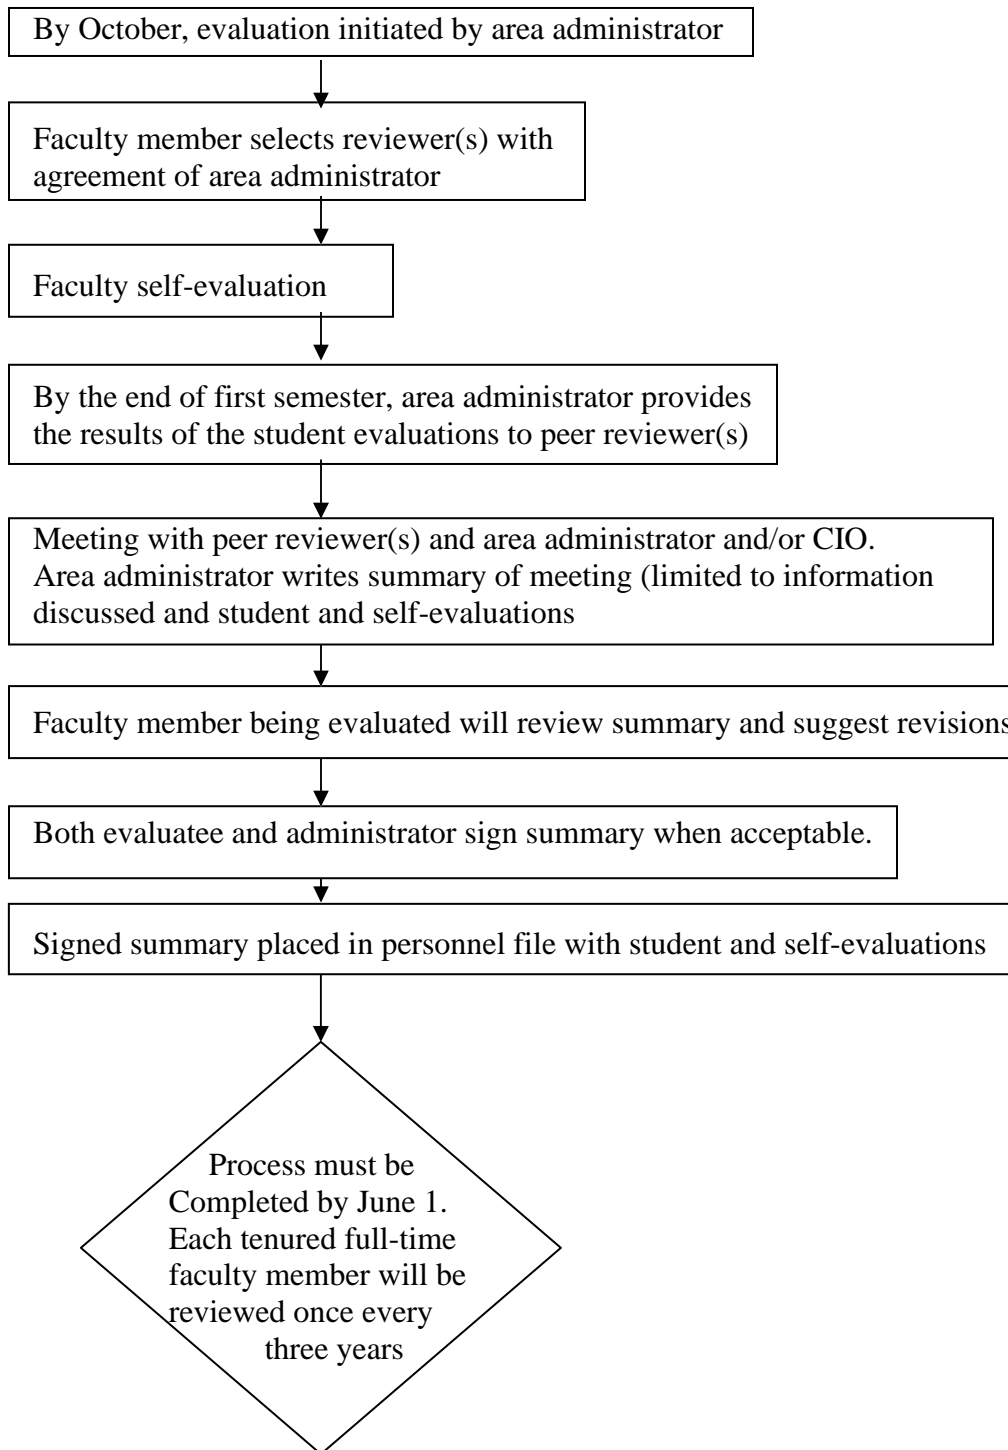 By October, evaluation initiated by area administrator
Faculty member selects reviewer(s) with
agreement of area administrator
Faculty self-evaluation
By the end of first semester, area administrator provides
the results of the student evaluations to peer reviewer(s)
Meeting with peer reviewer(s) and area administrator and/or CIO.
Area administrator writes summary of meeting (limited to information
discussed and student and self-evaluations
Faculty member being evaluated will review summary and suggest revisions
Both evaluatee and administrator sign summary when acceptable.
Signed summary placed in personnel file with student and self-evaluations
Process must be
Completed by June 1.
Each tenured full-time
faculty member will be
reviewed once every
three years